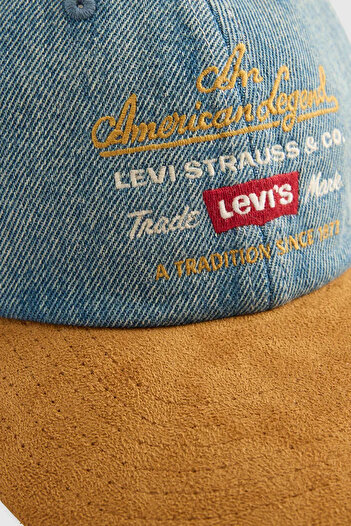 An
American Legend
LEVI STRAUSS & CO.
Trade LEVI'S Mark
A TRADITION SINCE 1873